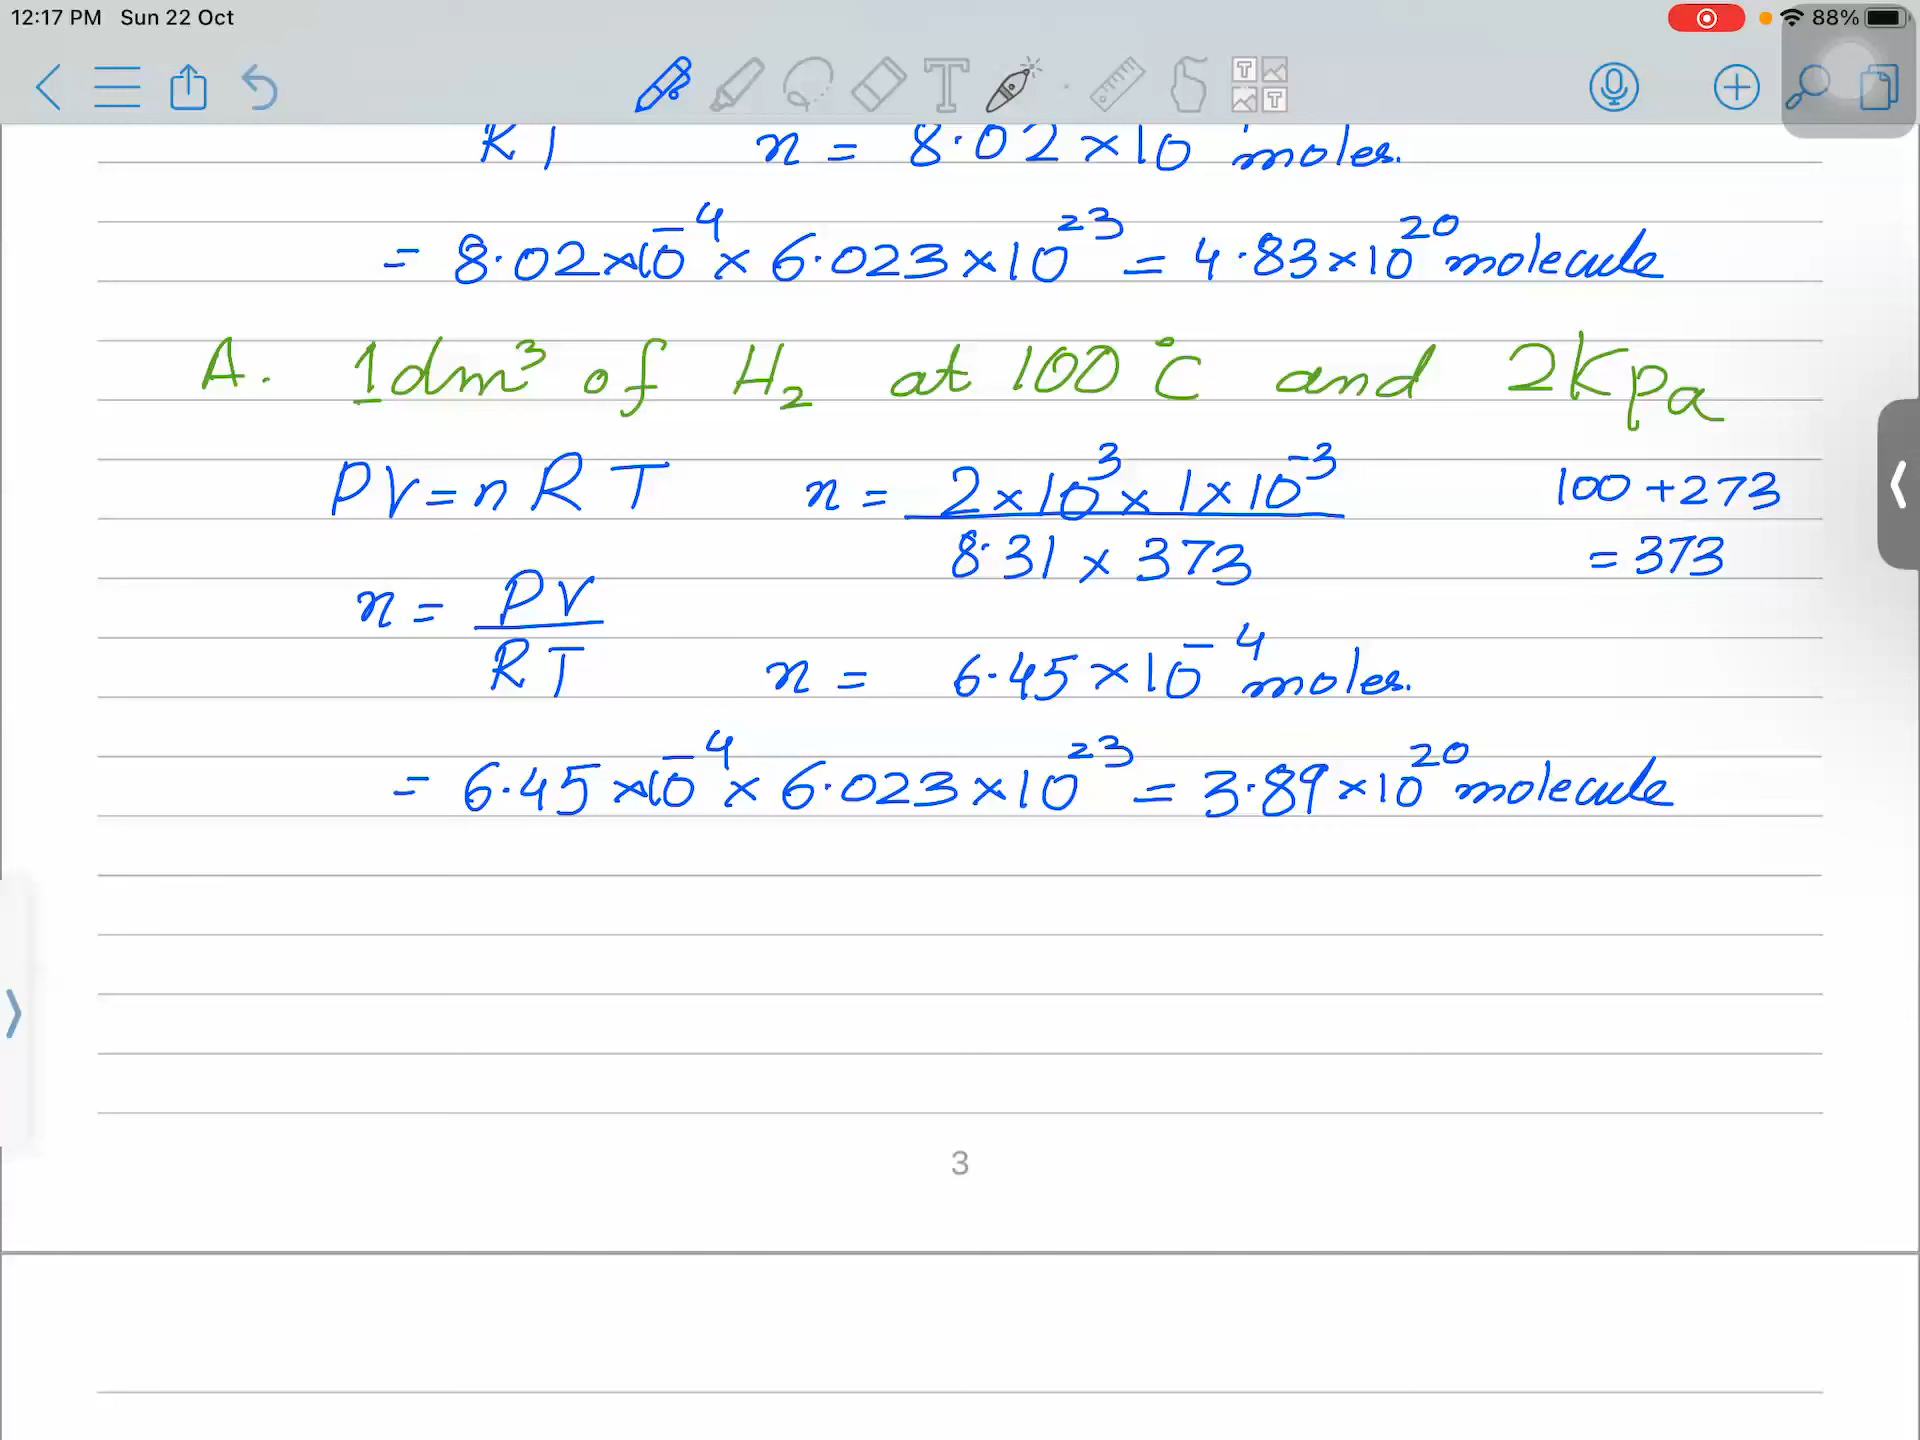 12:17 PM Sun 22 Oct
88%
RT n = 8.02 × 10 moles.
= 8.02 × 10⁻⁴ × 6.023 × 10²³ = 4.83 × 10²⁰ molecule
A. 1dm³ of H₂ at 100°C and 2Kpa
PV = nRT n = 2 × 10³ × 1 × 10⁻³ 100 + 273
8.31 × 373 = 373
n = PV
RT n = 6.45 × 10⁻⁴ moles.
= 6.45 × 10⁻⁴ × 6.023 × 10²³ = 3.89 × 10²⁰ molecule
3